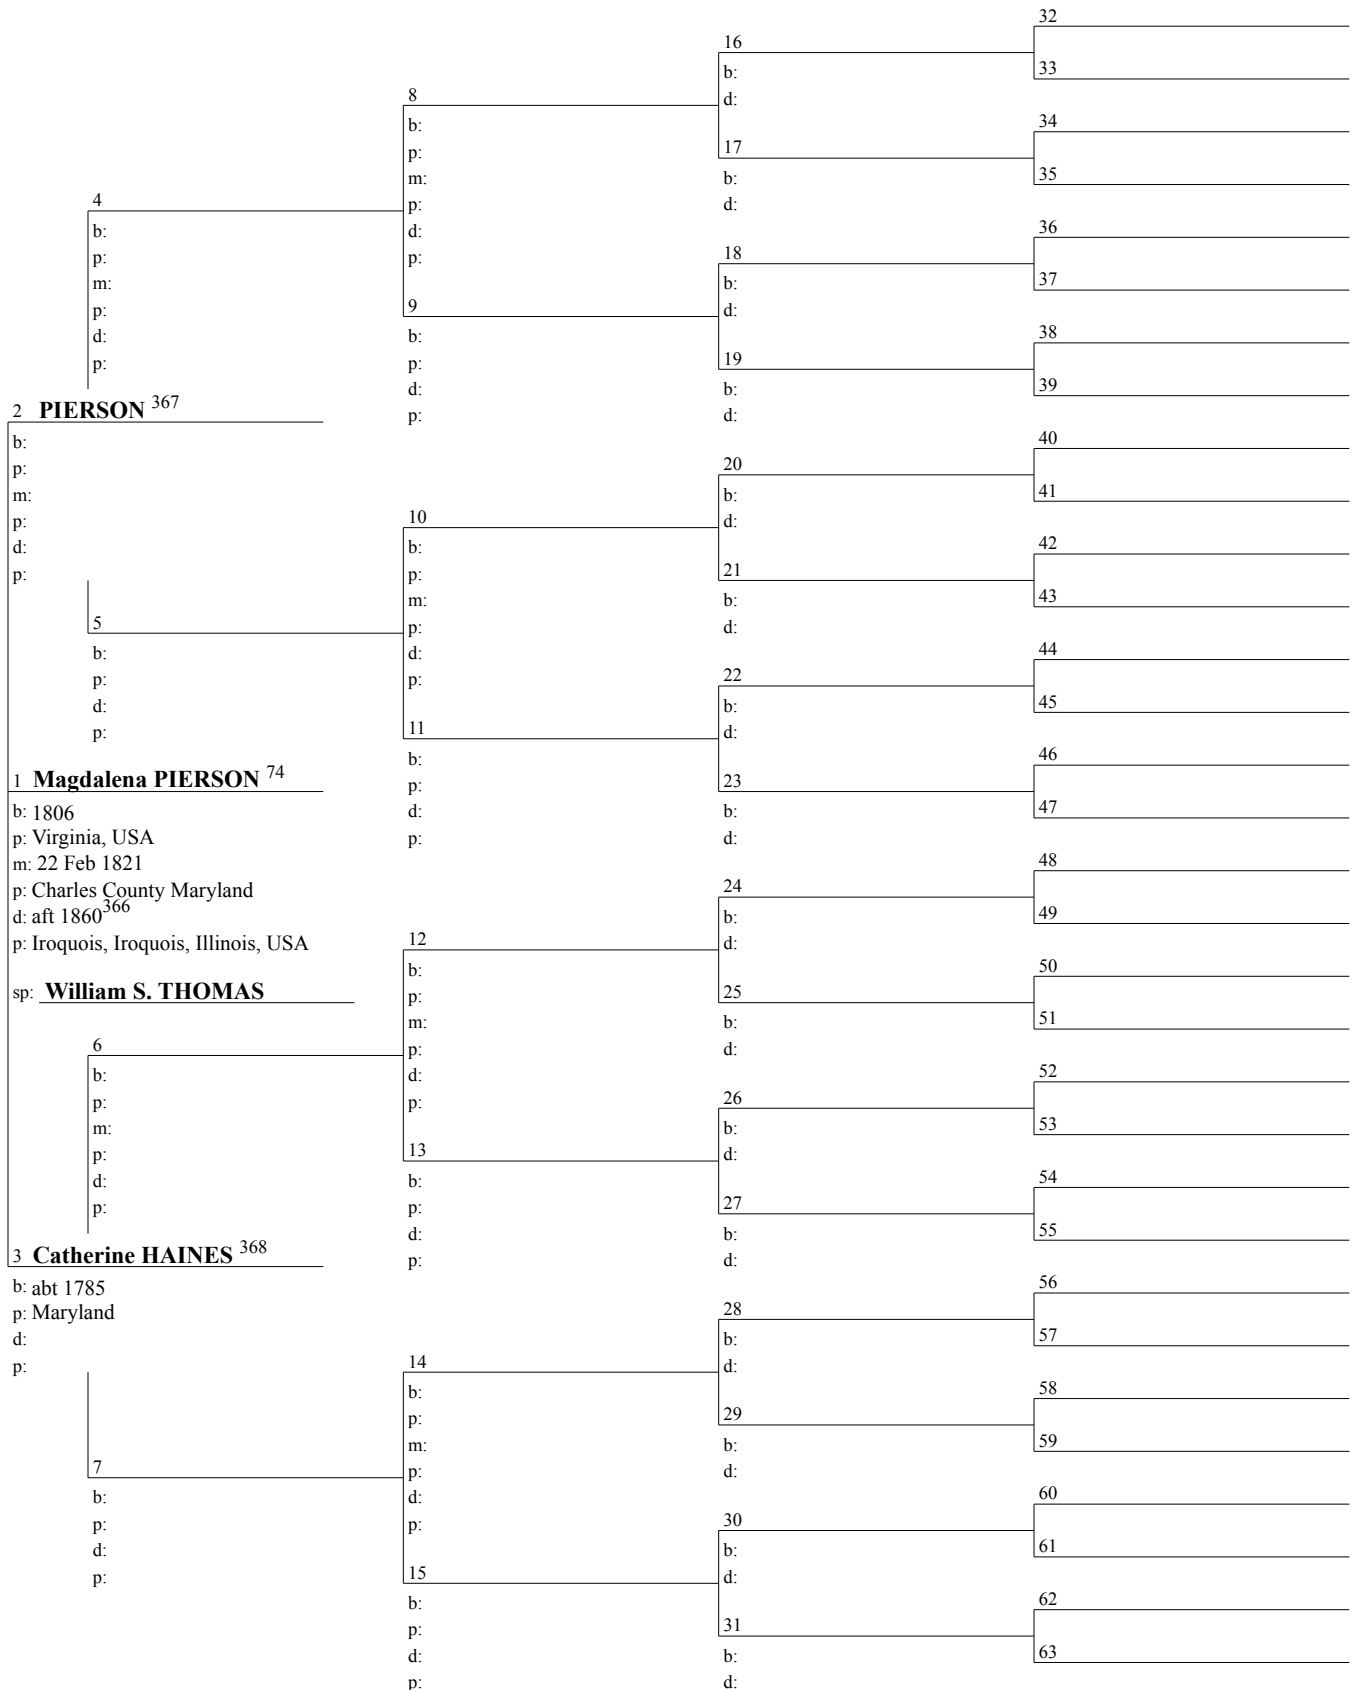 4
b:
p:
m:
p:
d:
p:
2 PIERSON 367
b:
p:
m:
p:
d:
p:
5
b:
p:
d:
p:
1 Magdalena PIERSON 74
b: 1806
p: Virginia, USA
m: 22 Feb 1821
p: Charles County Maryland
d: aft 1860 366
p: Iroquois, Iroquois, Illinois, USA
sp: William S. THOMAS
6
b:
p:
m:
p:
d:
p:
3 Catherine HAINES 368
b: abt 1785
p: Maryland
d:
p:
7
b:
p:
d:
p:
8
b:
p:
m:
p:
d:
p:
9
b:
p:
d:
p:
10
b:
p:
m:
p:
d:
p:
11
b:
p:
d:
p:
12
b:
p:
m:
p:
d:
p:
13
b:
p:
d:
p:
14
b:
p:
m:
p:
d:
p:
15
b:
p:
d:
p:
16
b:
d:
17
b:
d:
18
b:
d:
19
b:
d:
20
b:
d:
21
b:
d:
22
b:
d:
23
b:
d:
24
b:
d:
25
b:
d:
26
b:
d:
27
b:
d:
28
b:
d:
29
b:
d:
30
b:
d:
31
b:
d:
32
33
34
35
36
37
38
39
40
41
42
43
44
45
46
47
48
49
50
51
52
53
54
55
56
57
58
59
60
61
62
63